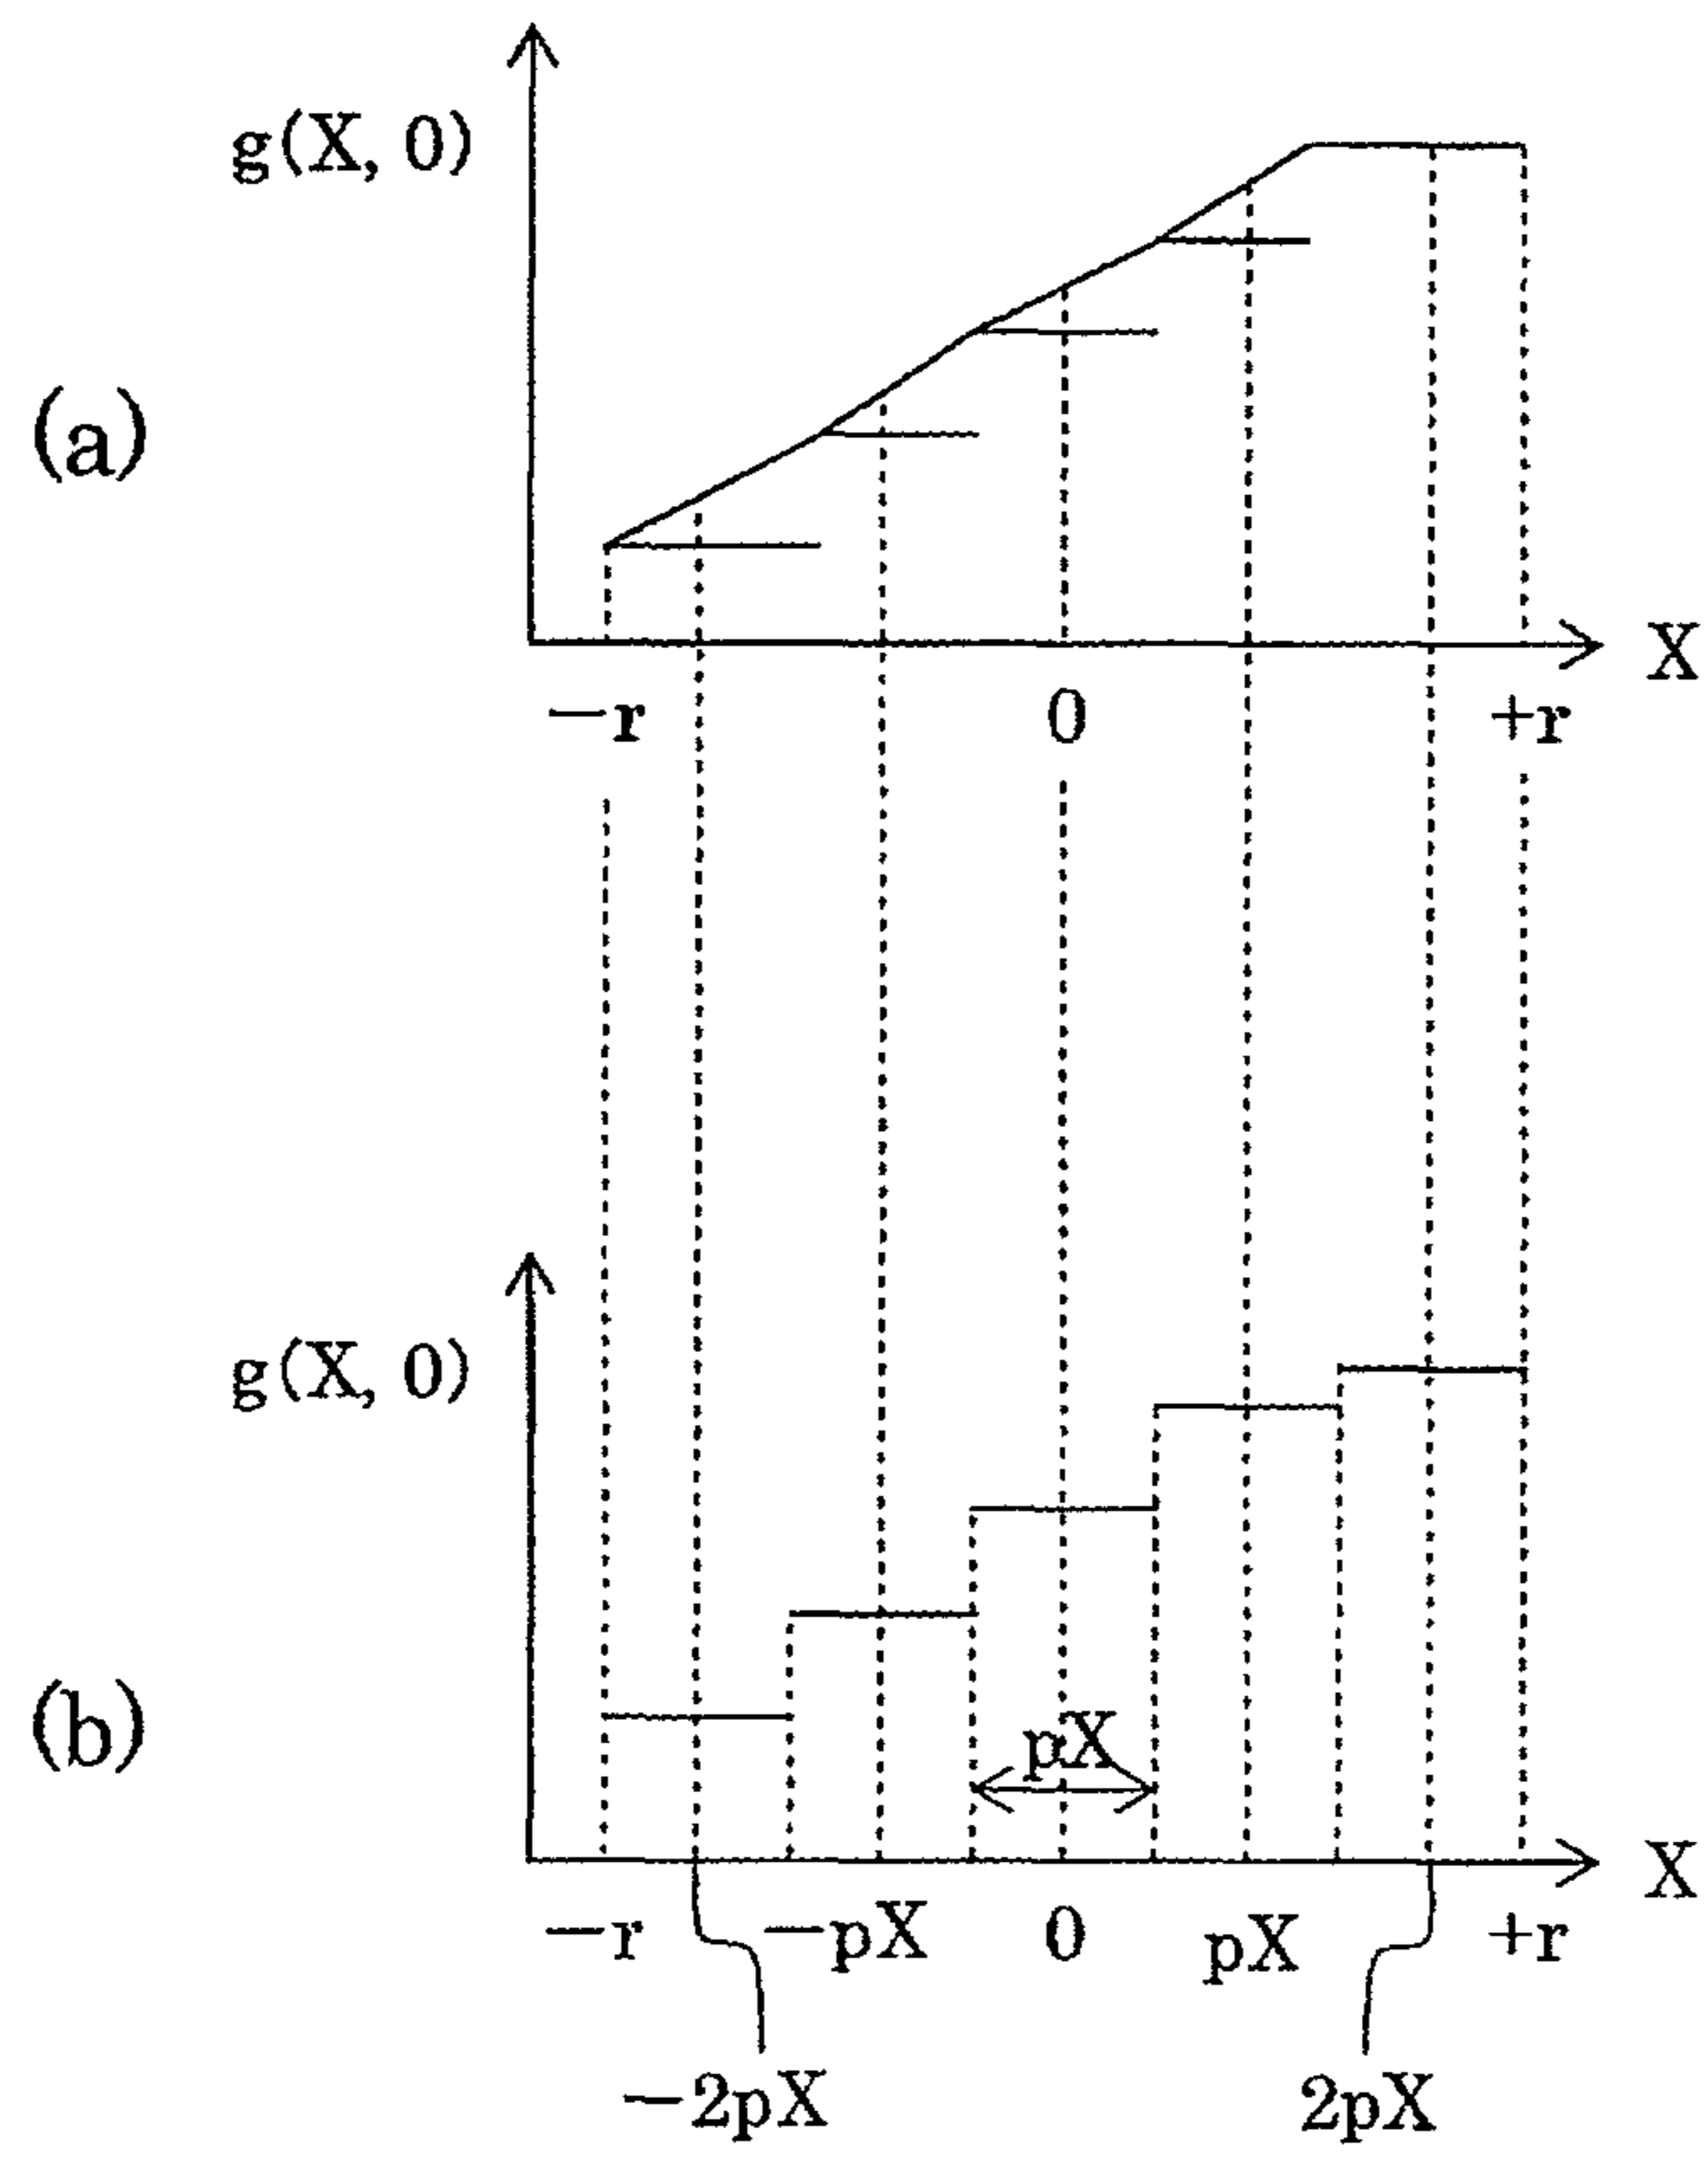 g(X, 0)
(a)
X
−r 0 +r
g(X, 0)
(b)
pX
X
−r −pX 0 pX +r
−2pX 2pX